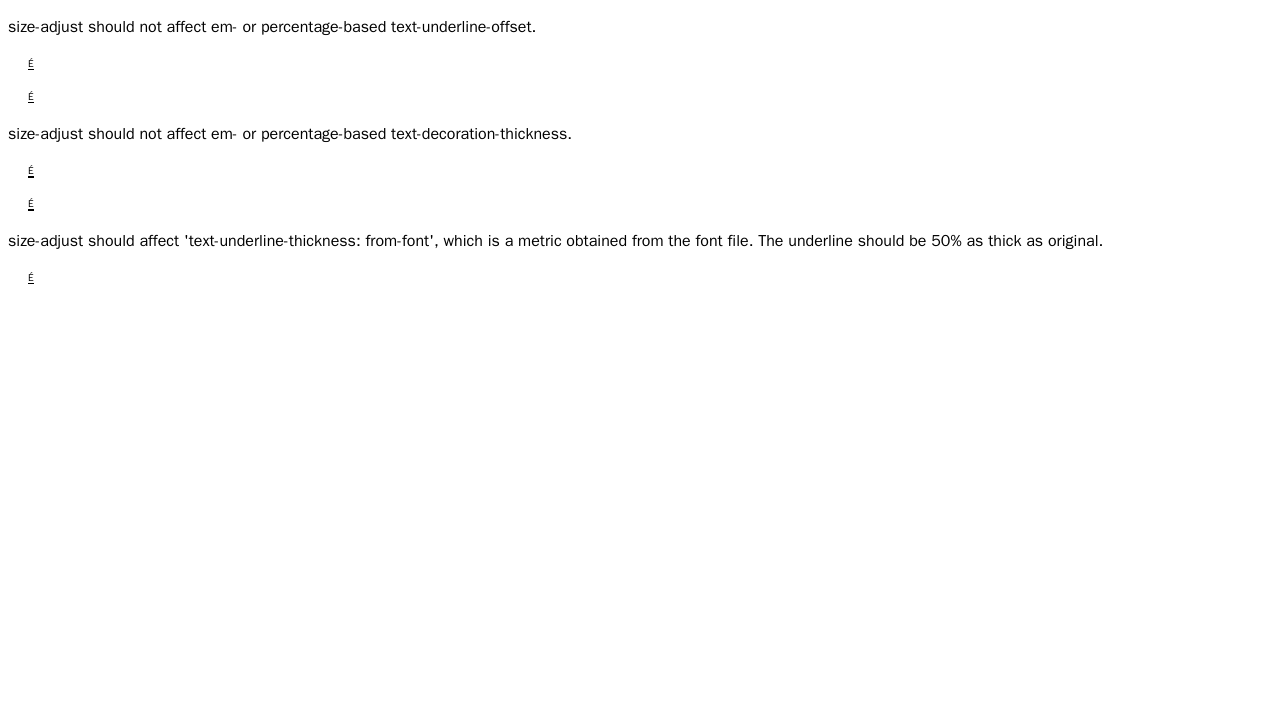 size-adjust should not affect em- or percentage-based text-underline-offset.
É
É
size-adjust should not affect em- or percentage-based text-decoration-thickness.
É
É
size-adjust should affect 'text-underline-thickness: from-font', which is a metric obtained from the font file. The underline should be 50% as thick as original.
É